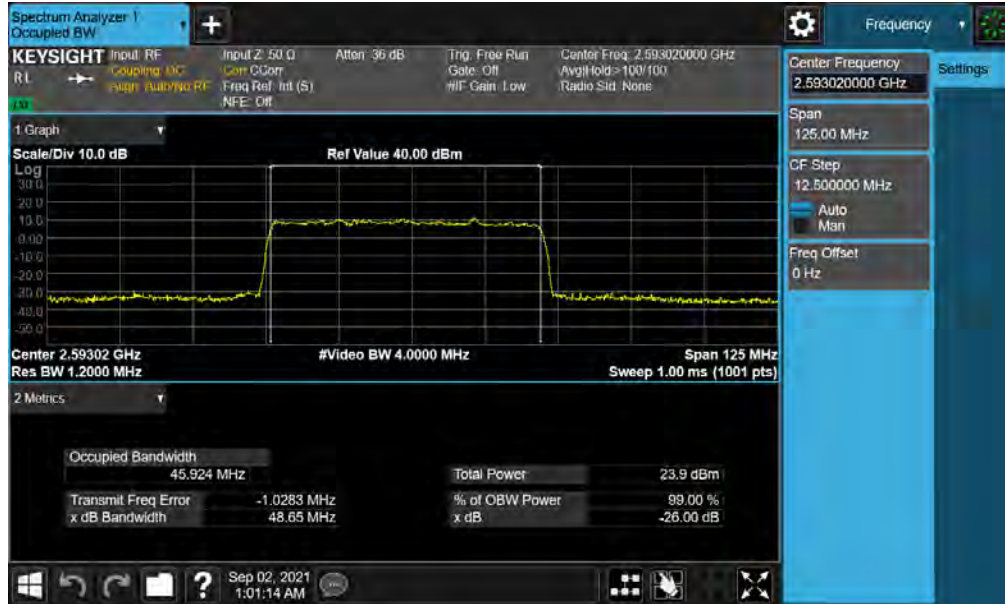 Spectrum Analyzer 1
Occupied BW
Frequency
KEYSIGHT Input: RF
Coupling: DC
Align: Auto/No RF
Input Z: 50 Ω
Corr CCorr
Freq Ref: Int (S)
NFE: Off
Atten: 36 dB
Trig: Free Run
Gate: Off
#IF Gain: Low
Center Freq: 2.593020000 GHz
Avg|Hold>100/100
Radio Std: None
Center Frequency
2.593020000 GHz
Settings
Span
125.00 MHz
CF Step
12.500000 MHz
Auto
Man
Freq Offset
0 Hz
1 Graph
Scale/Div 10.0 dB
Ref Value 40.00 dBm
Log
30.0
20.0
10.0
0.00
-10.0
-20.0
-30.0
-40.0
-50.0
Center 2.59302 GHz
#Video BW 4.0000 MHz
Span 125 MHz
Res BW 1.2000 MHz
Sweep 1.00 ms (1001 pts)
2 Metrics
Occupied Bandwidth
45.924 MHz
Total Power 23.9 dBm
Transmit Freq Error -1.0283 MHz
% of OBW Power 99.00 %
x dB Bandwidth 48.65 MHz
x dB -26.00 dB
Sep 02, 2021
1:01:14 AM